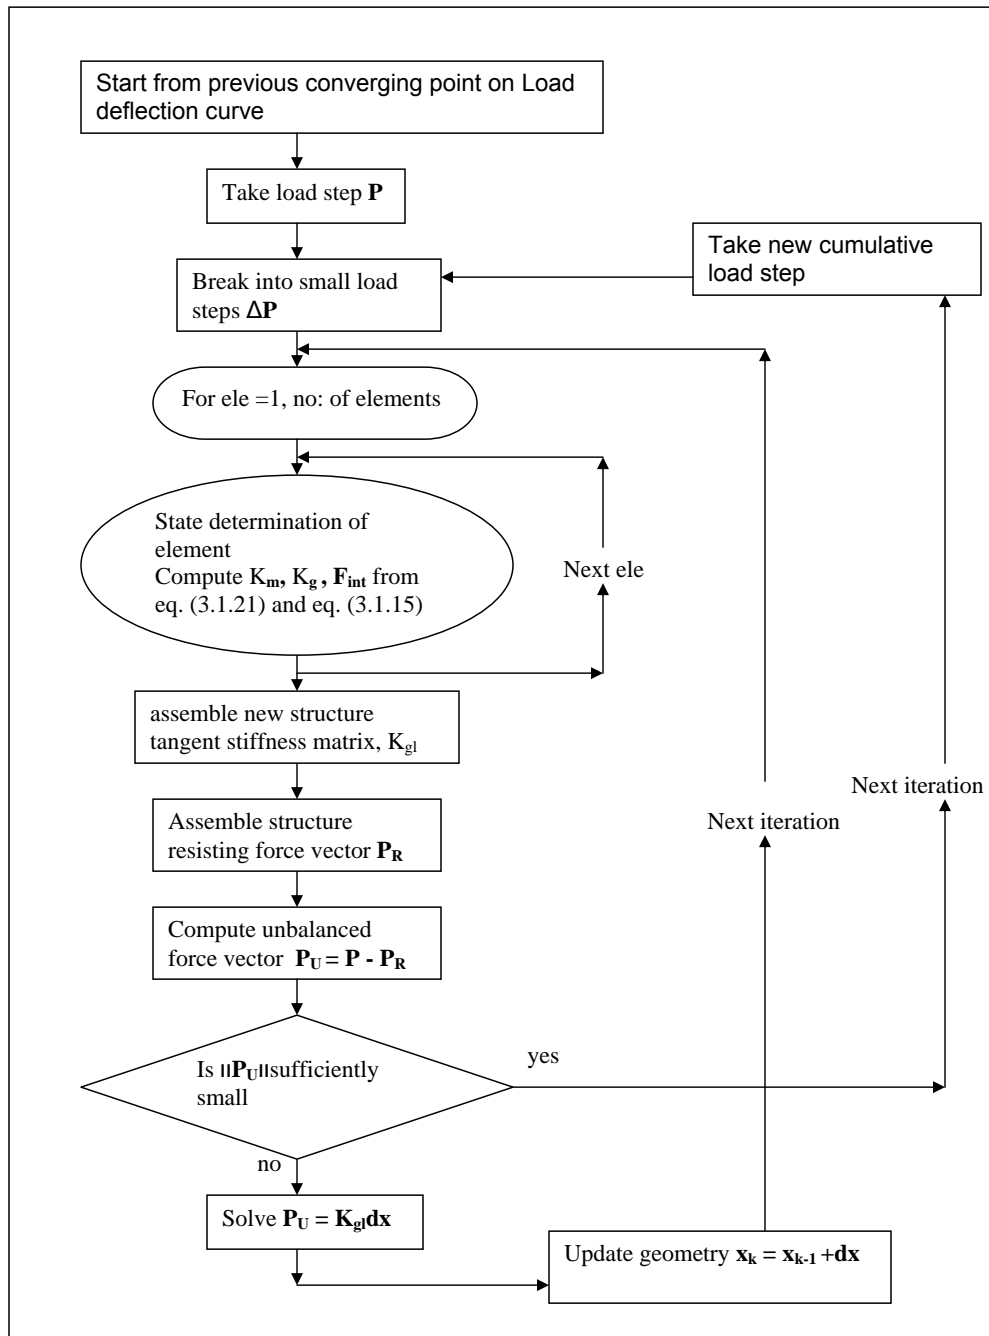 Start from previous converging point on Load
deflection curve
Take load step P
Take new cumulative
load step
Break into small load
steps ΔP
For ele =1, no: of elements
State determination of
element
Compute Km, Kg , Fint from
eq. (3.1.21) and eq. (3.1.15)
Next ele
assemble new structure
tangent stiffness matrix, Kgl
Next iteration
Assemble structure
resisting force vector PR
Next iteration
Compute unbalanced
force vector PU = P - PR
yes
Is ıı PU ıı sufficiently
small
no
Solve PU = Kgldx
Update geometry xk = xk-1 +dx